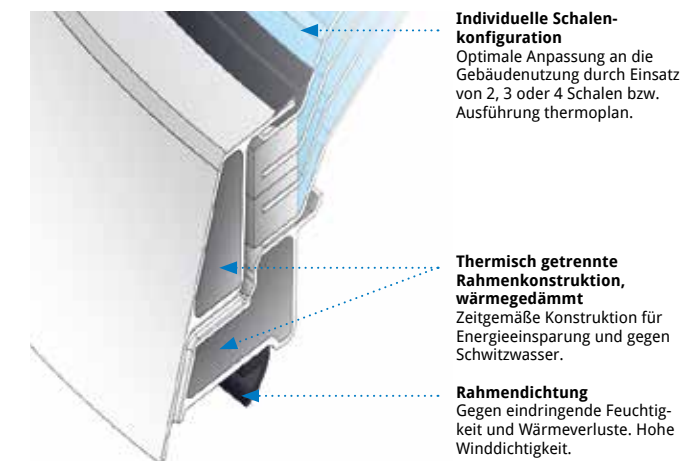 Individuelle Schalen-
konfiguration
Optimale Anpassung an die
Gebäudenutzung durch Einsatz
von 2, 3 oder 4 Schalen bzw.
Ausführung thermoplan.
Thermisch getrennte
Rahmenkonstruktion,
wärmegedämmt
Zeitgemäße Konstruktion für
Energieeinsparung und gegen
Schwitzwasser.
Rahmendichtung
Gegen eindringende Feuchtig-
keit und Wärmeverluste. Hohe
Winddichtigkeit.